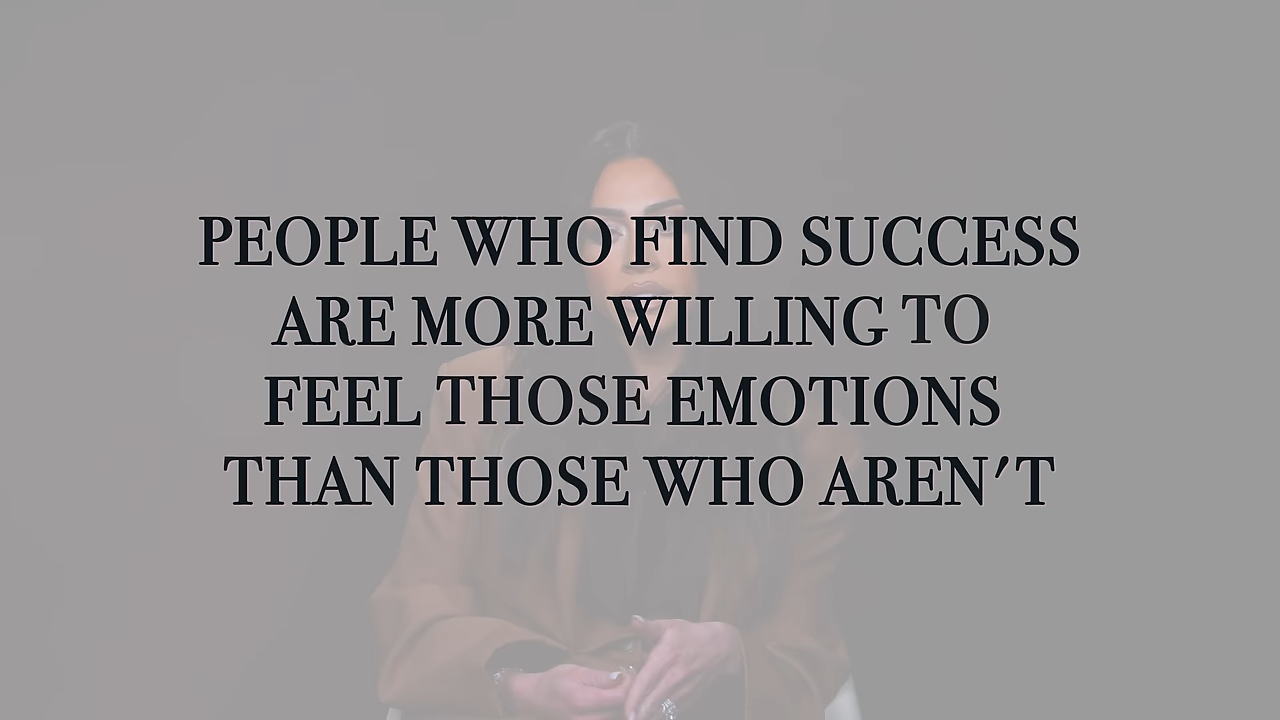 PEOPLE WHO FIND SUCCESS
ARE MORE WILLING TO
FEEL THOSE EMOTIONS
THAN THOSE WHO AREN'T